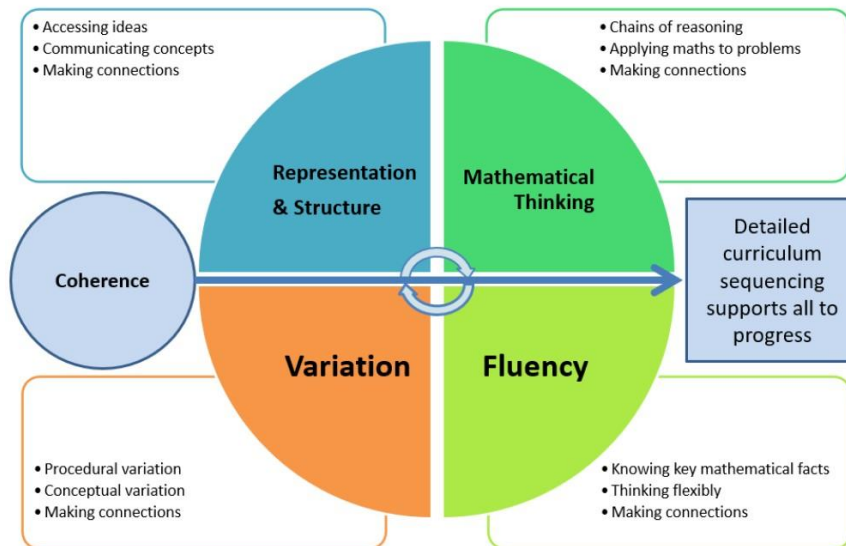 • Accessing ideas
• Communicating concepts
• Making connections
• Chains of reasoning
• Applying maths to problems
• Making connections
Representation
& Structure
Mathematical
Thinking
Coherence
Detailed
curriculum
sequencing
supports all to
progress
Variation
Fluency
• Procedural variation
• Conceptual variation
• Making connections
• Knowing key mathematical facts
• Thinking flexibly
• Making connections